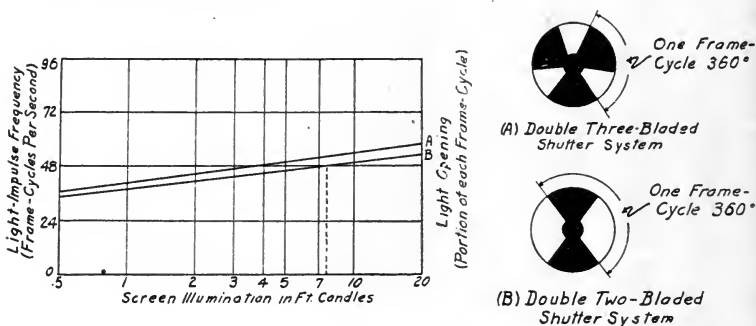 Light-Impulse Frequency
(Frame-Cycles Per Second)
96
72
48
24
0
.5
1
2
3
4
5
7
10
20
Screen Illumination in Ft. Candles
A
B
Light Opening
(Portion of each Frame-Cycle)
One Frame-
Cycle 360°
(A) Double Three-Bladed
Shutter System
One Frame-
Cycle 360°
(B) Double Two-Bladed
Shutter System